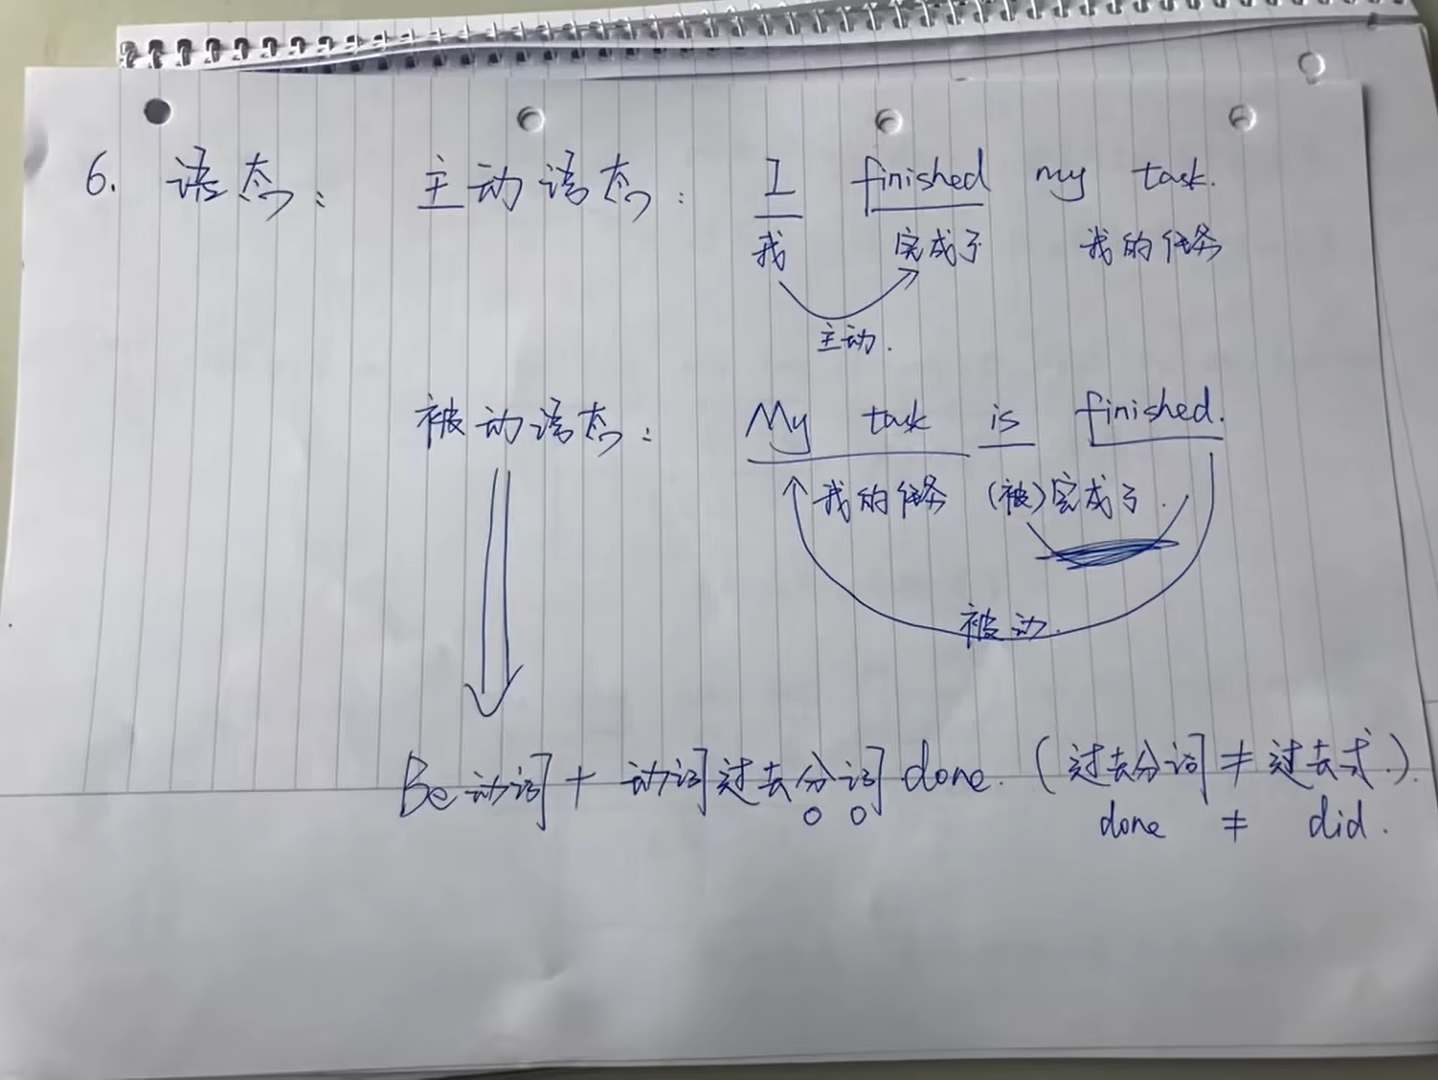 6. 语态: 主动语态: I finished my task.
我 完成了 我的任务
主动.
被动语态: My task is finished.
我的任务 (被)完成了.
被动.
Be动词 + 动词过去分词 done. (过去分词 ≠ 过去式.).
done ≠ did.